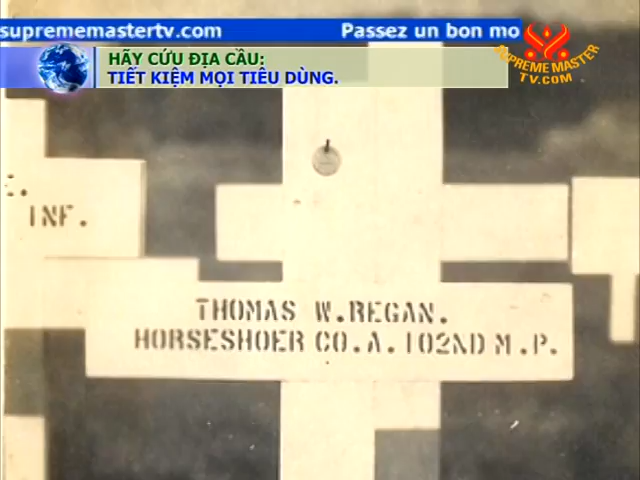 suprememastertv.com Passez un bon mo
HÃY CỨU ĐỊA CẦU:
TIẾT KIỆM MỌI TIÊU DÙNG.
SUPREME MASTER
TV.COM
E.
INF.
THOMAS W.REGAN.
HORSESHOER CO.A.102ND M.P.